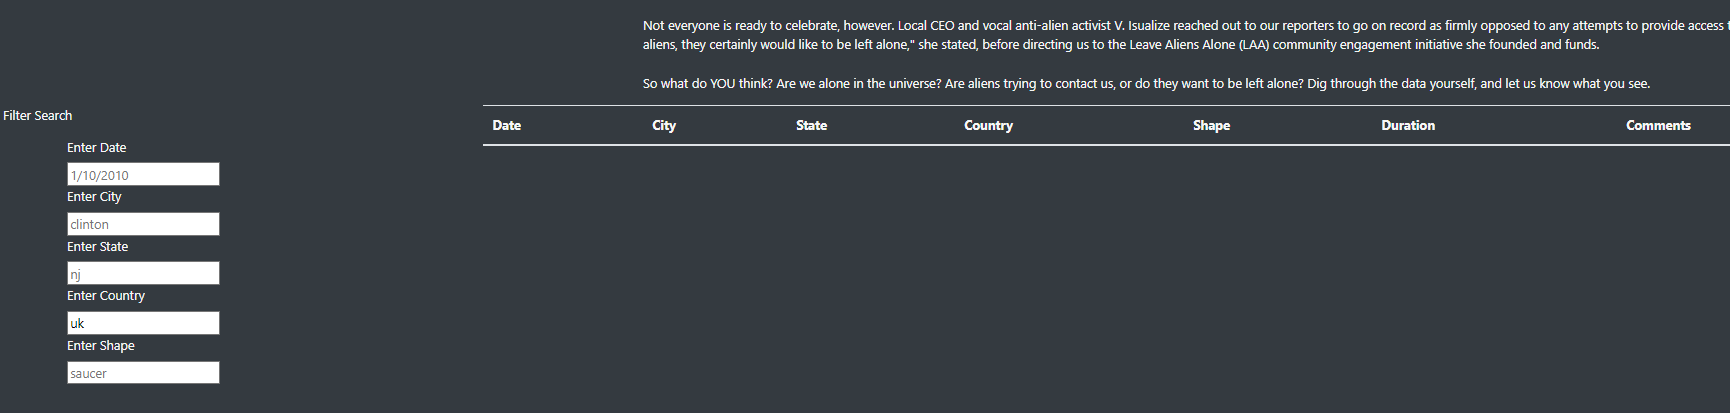 Not everyone is ready to celebrate, however. Local CEO and vocal anti-alien activist V. Isualize reached out to our reporters to go on record as firmly opposed to any attempts to provide access
aliens, they certainly would like to be left alone," she stated, before directing us to the Leave Aliens Alone (LAA) community engagement initiative she founded and funds.
So what do YOU think? Are we alone in the universe? Are aliens trying to contact us, or do they want to be left alone? Dig through the data yourself, and let us know what you see.
Filter Search
Date City State Country Shape Duration Comments
Enter Date
1/10/2010
Enter City
clinton
Enter State
nj
Enter Country
uk
Enter Shape
saucer